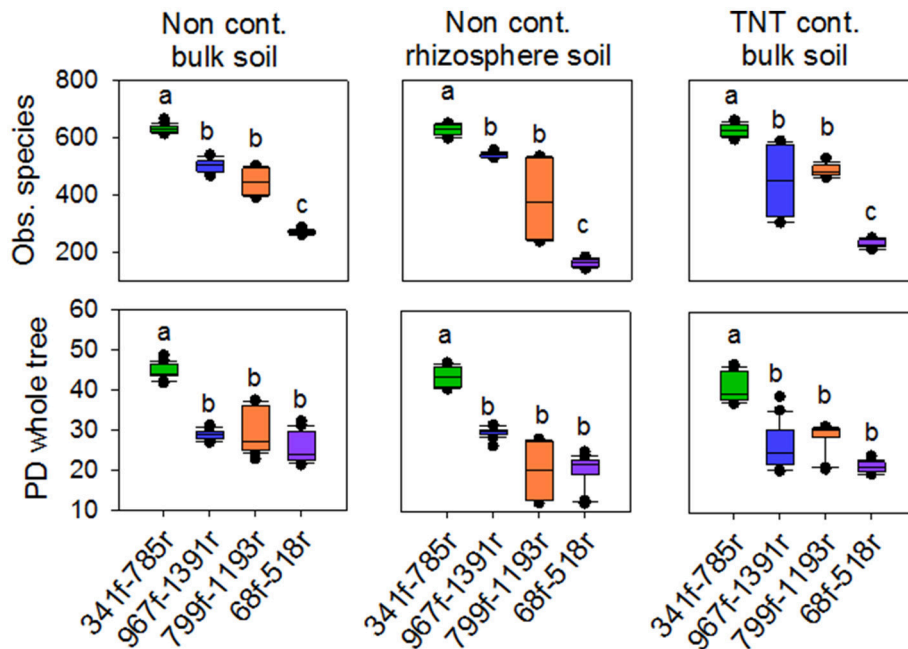 Non cont.
bulk soil
Non cont.
rhizosphere soil
TNT cont.
bulk soil
Obs. species
800
600
400
200
a
b
b
c
a
b
b
c
a
b
b
c
PD whole tree
60
50
40
30
20
10
a
b
b
b
a
b
b
b
a
b
b
b
341f-785r
967f-1391r
799f-1193r
68f-518r
341f-785r
967f-1391r
799f-1193r
68f-518r
341f-785r
967f-1391r
799f-1193r
68f-518r